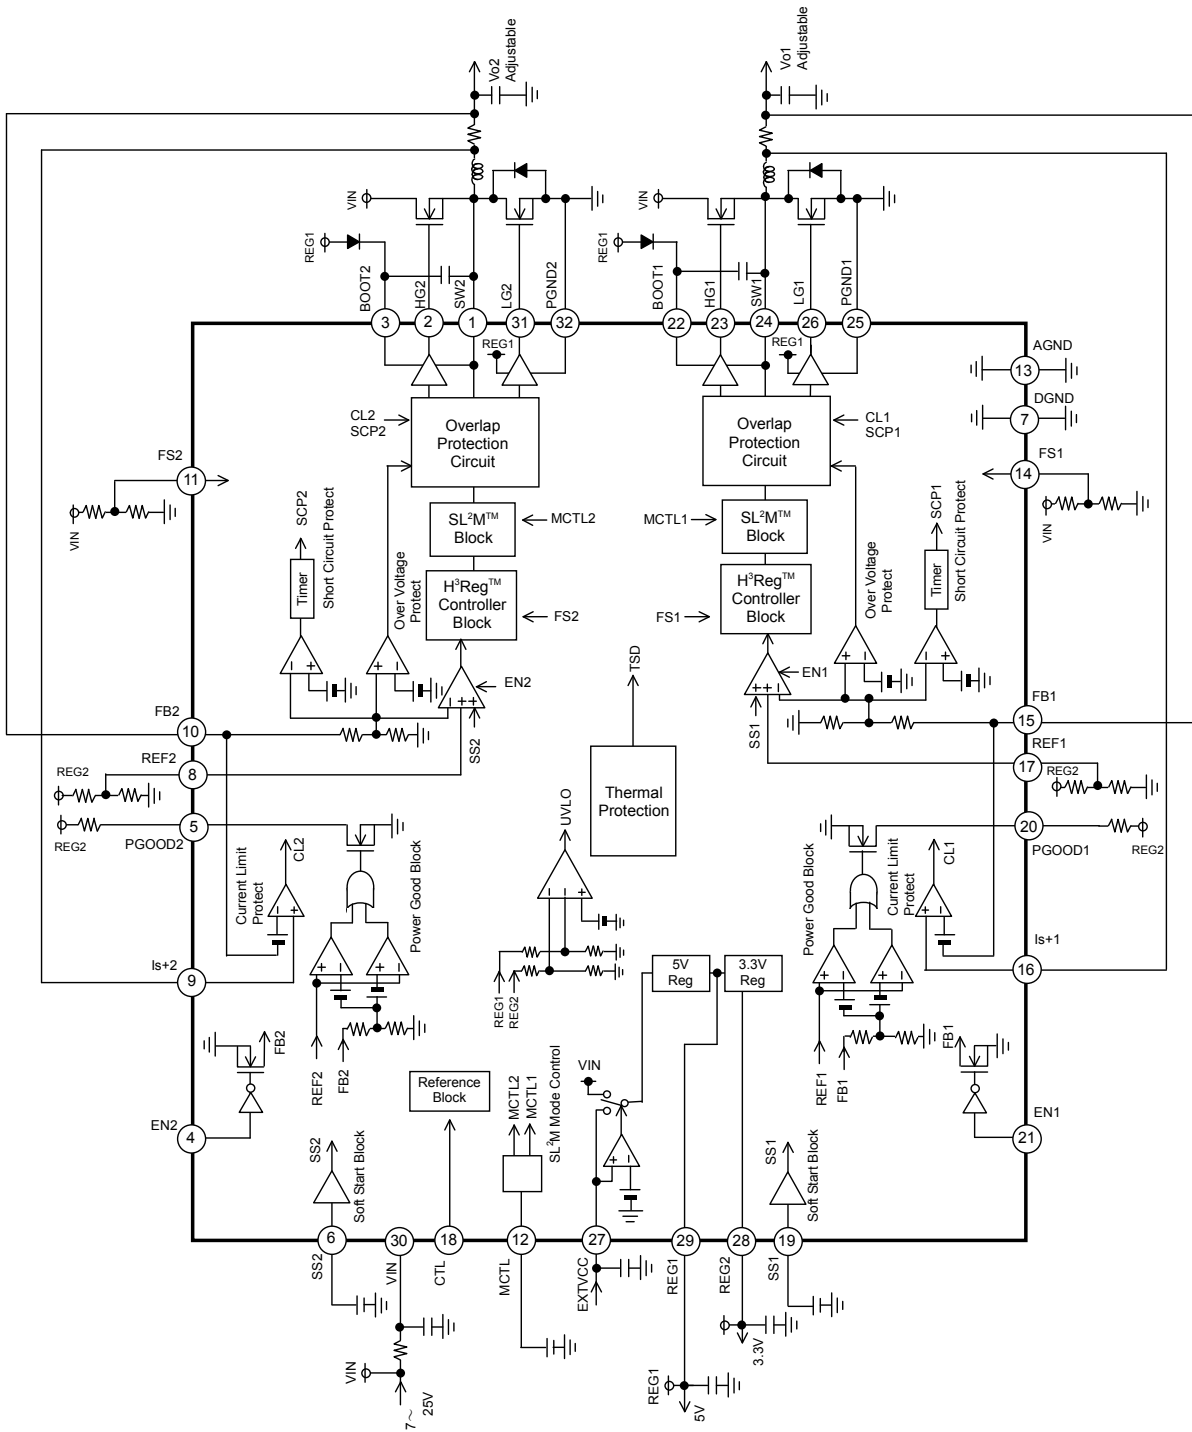 Vo2
Adjustable
Vo1
Adjustable
VIN
REG1
BOOT2
HG2
SW2
LG2
PGND2
VIN
REG1
BOOT1
HG1
SW1
LG1
PGND1
3
2
1
31
32
22
23
24
26
25
REG1
REG1
AGND
13
DGND
7
CL2
SCP2
Overlap
Protection
Circuit
Overlap
Protection
Circuit
CL1
SCP1
FS2
11
VIN
FS1
14
VIN
SCP2
Timer
Short Circuit Protect
Over Voltage
Protect
SL²M™
Block
MCTL2
MCTL1
SL²M™
Block
SCP1
Timer
Short Circuit Protect
Over Voltage
Protect
H³Reg™
Controller
Block
FS2
FS1
H³Reg™
Controller
Block
EN2
EN1
TSD
SS2
SS1
FB2
10
FB1
15
REF2
8
REG2
REF1
17
REG2
Thermal
Protection
5
PGOOD2
REG2
20
PGOOD1
REG2
UVLO
CL2
Current Limit
Protect
Power Good Block
Power Good Block
Current Limit
Protect
CL1
Is+2
9
Is+1
16
REG1
REG2
5V
Reg
3.3V
Reg
FB2
REF2
FB2
REF1
FB1
FB1
EN2
4
EN1
21
Reference
Block
MCTL2
MCTL1
SL²M Mode Control
VIN
SS2
Soft Start Block
SS1
Soft Start Block
6
30
18
12
27
29
28
19
SS2
VIN
CTL
MCTL
EXTVCC
REG1
REG2
SS1
VIN
7～
25V
REG1
5V
3.3V